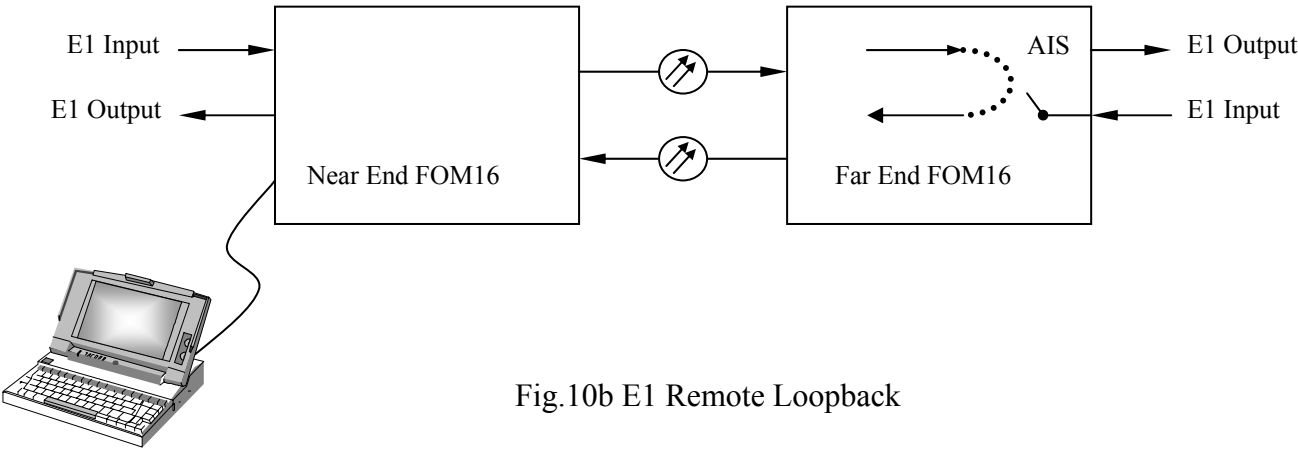 E1 Input
E1 Output
Near End FOM16
AIS
E1 Output
E1 Input
Far End FOM16
Fig.10b E1 Remote Loopback